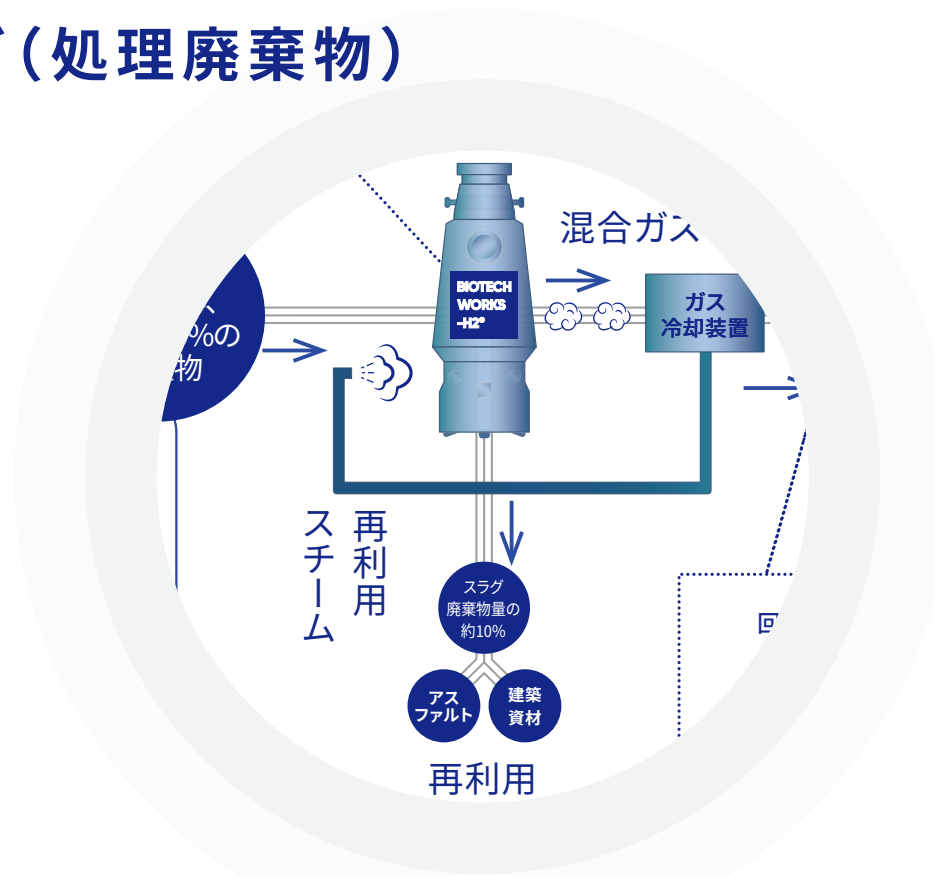 (処理廃棄物)
混合ガス
BIOTECH
WORKS
-H2®
ガス
冷却装置
%の
物
再利用
スチーム
スラグ
廃棄物量の
約10%
アス
ファルト
建築
資材
再利用